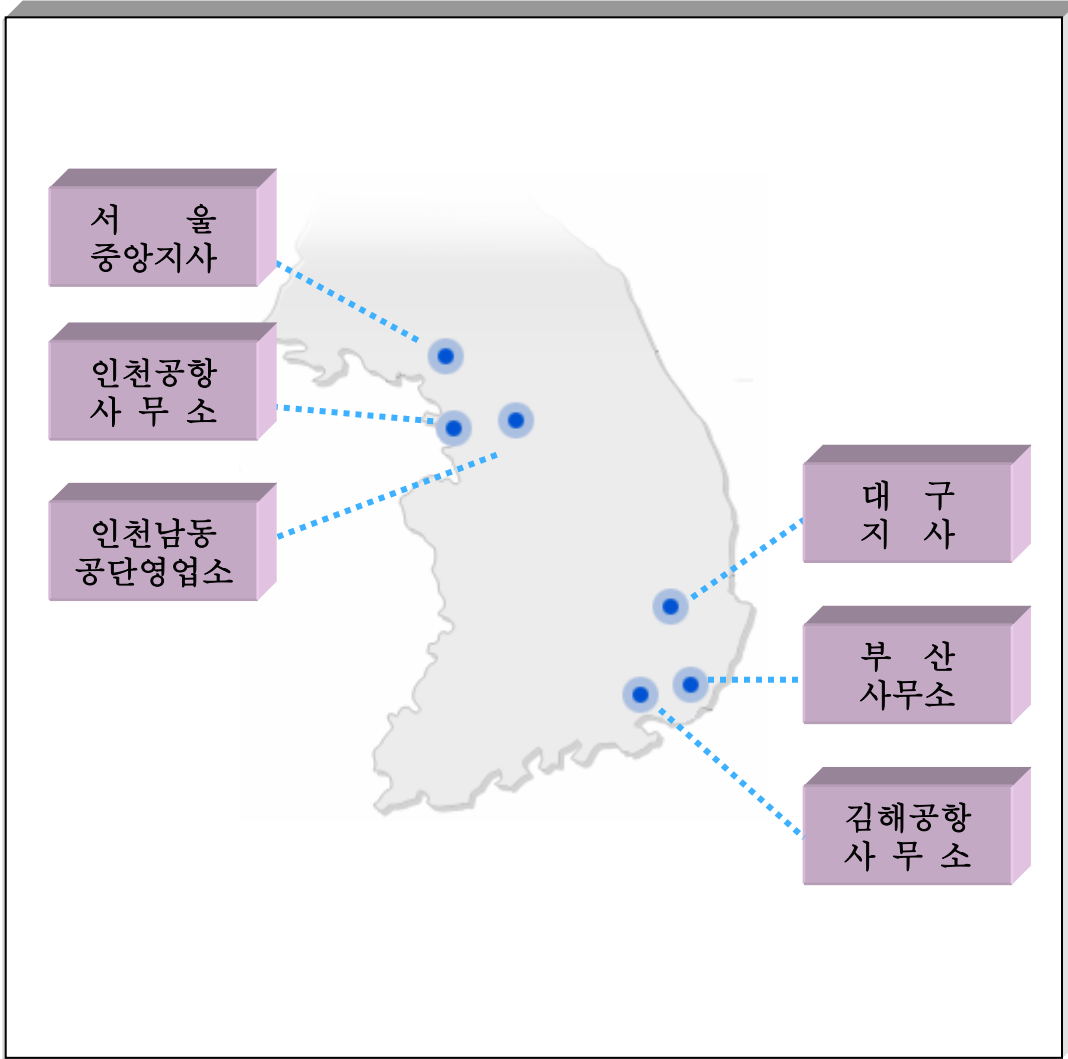 서 울
중앙지사
인천공항
사 무 소
인천남동
공단영업소
대 구
지 사
부 산
사무소
김해공항
사 무 소